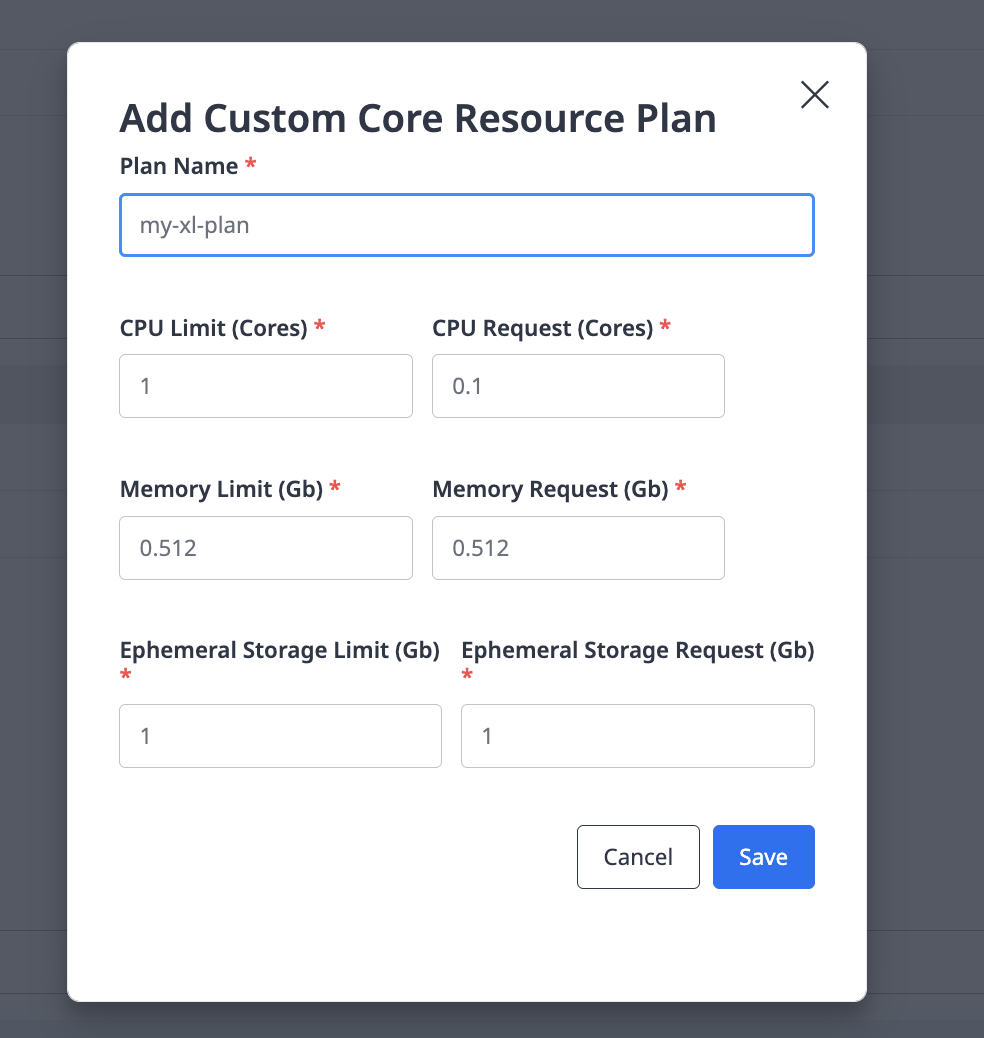 Add Custom Core Resource Plan
Plan Name *
my-xl-plan
CPU Limit (Cores) * CPU Request (Cores) *
1 0.1
Memory Limit (Gb) * Memory Request (Gb) *
0.512 0.512
Ephemeral Storage Limit (Gb) Ephemeral Storage Request (Gb)
* *
1 1
Cancel Save